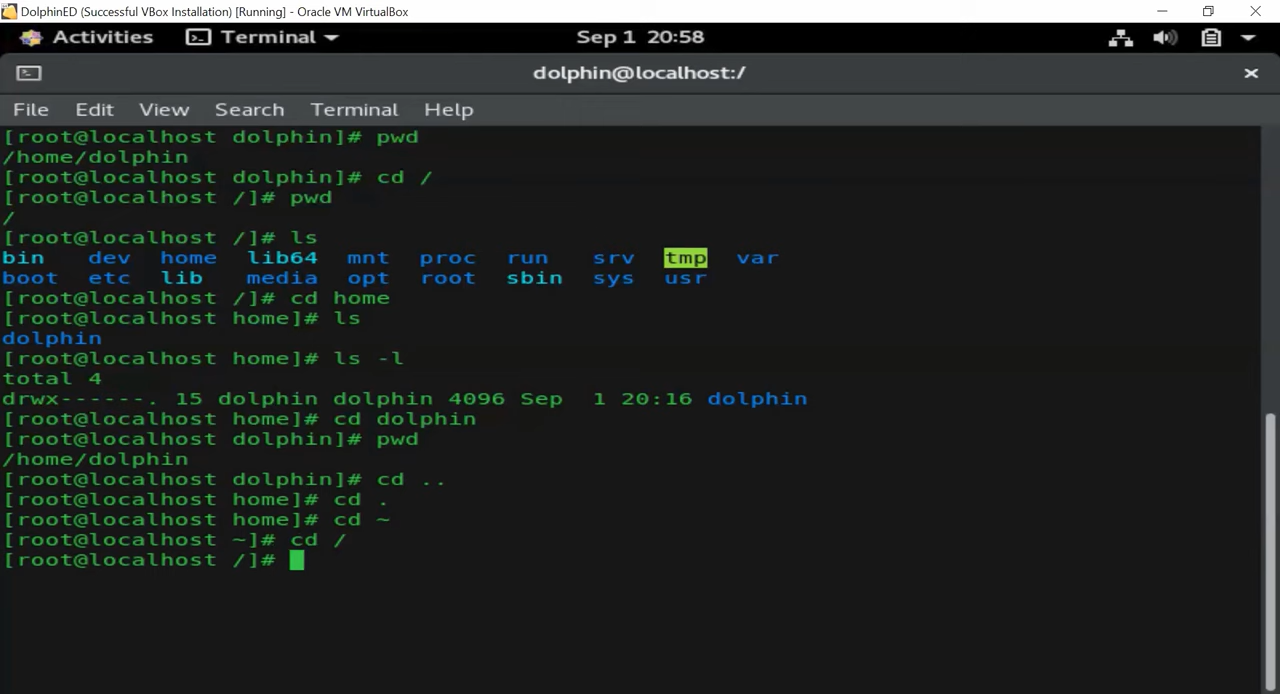 DolphinED (Successful VBox Installation) [Running] - Oracle VM VirtualBox
Activities Terminal Sep 1 20:58
dolphin@localhost:/
File Edit View Search Terminal Help
[root@localhost dolphin]# pwd
/home/dolphin
[root@localhost dolphin]# cd /
[root@localhost /]# pwd
/
[root@localhost /]# ls
bin dev home lib64 mnt proc run srv tmp var
boot etc lib media opt root sbin sys usr
[root@localhost /]# cd home
[root@localhost home]# ls
dolphin
[root@localhost home]# ls -l
total 4
drwx------. 15 dolphin dolphin 4096 Sep  1 20:16 dolphin
[root@localhost home]# cd dolphin
[root@localhost dolphin]# pwd
/home/dolphin
[root@localhost dolphin]# cd ..
[root@localhost home]# cd .
[root@localhost home]# cd ~
[root@localhost ~]# cd /
[root@localhost /]#